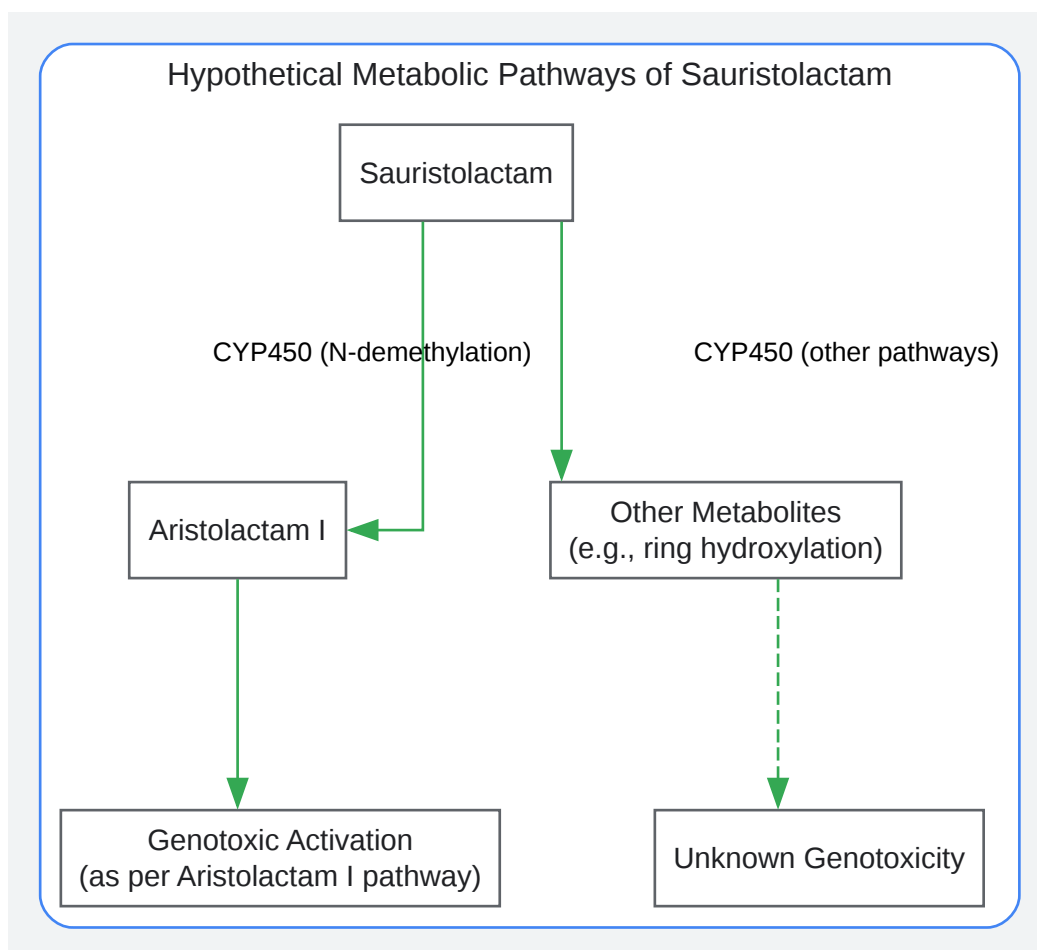 Hypothetical Metabolic Pathways of Sauristolactam
Sauristolactam
CYP450 (N-demethylation)
CYP450 (other pathways)
Aristolactam I
Other Metabolites
(e.g., ring hydroxylation)
Genotoxic Activation
(as per Aristolactam I pathway)
Unknown Genotoxicity